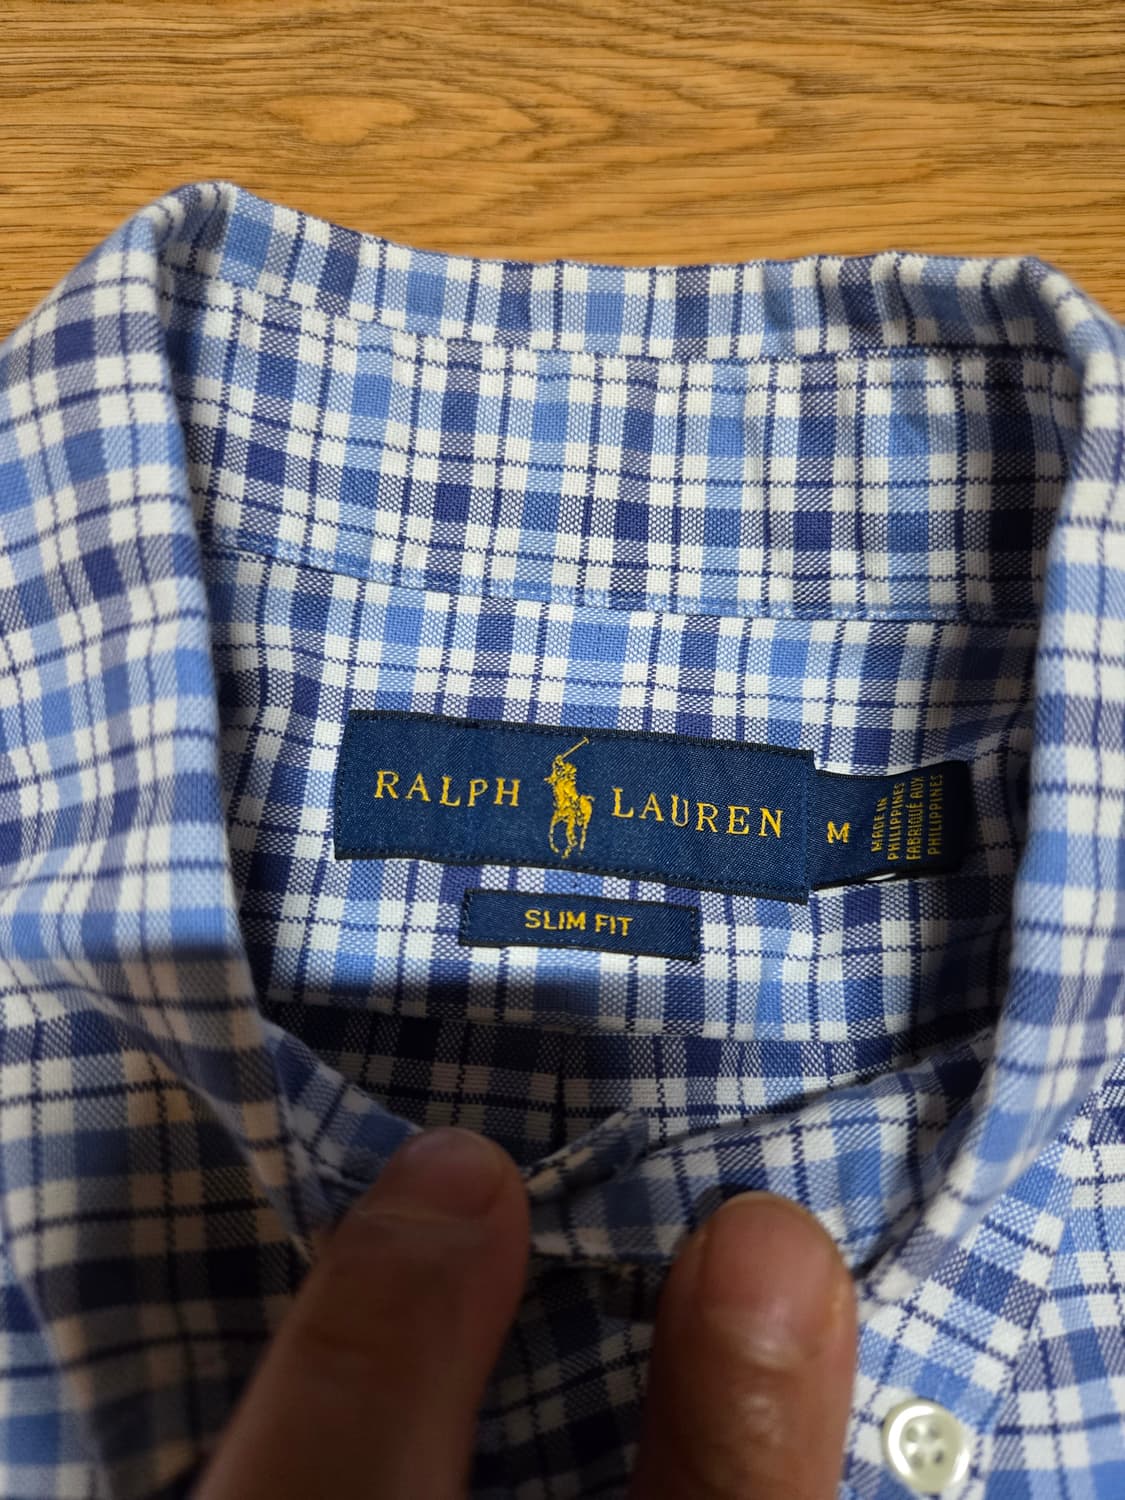 RALPH LAUREN
M
MADE IN
PHILIPPINES
FABRIQUÉ AUX
PHILIPPINES
SLIM FIT